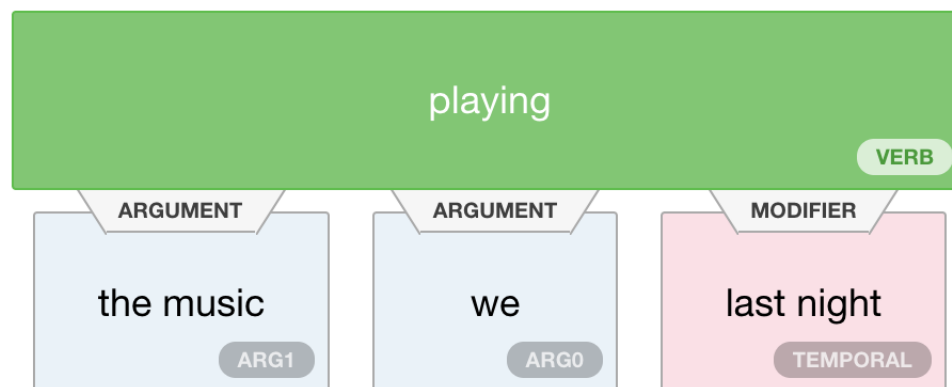 playing
VERB
ARGUMENT ARGUMENT MODIFIER
the music we last night
ARG1 ARG0 TEMPORAL